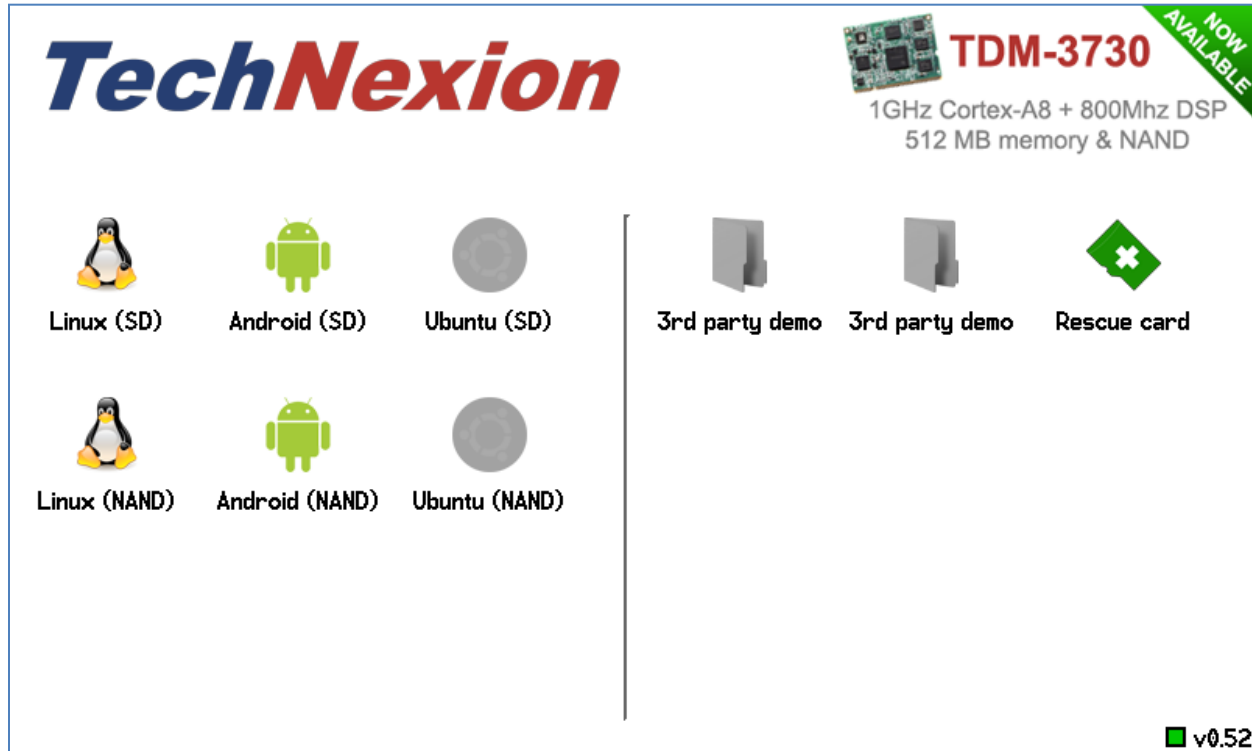 TechNexion
TDM-3730
NOW
AVAILABLE
1GHz Cortex-A8 + 800Mhz DSP
512 MB memory & NAND
Linux (SD)
Android (SD)
Ubuntu (SD)
3rd party demo
3rd party demo
Rescue card
Linux (NAND)
Android (NAND)
Ubuntu (NAND)
v0.52